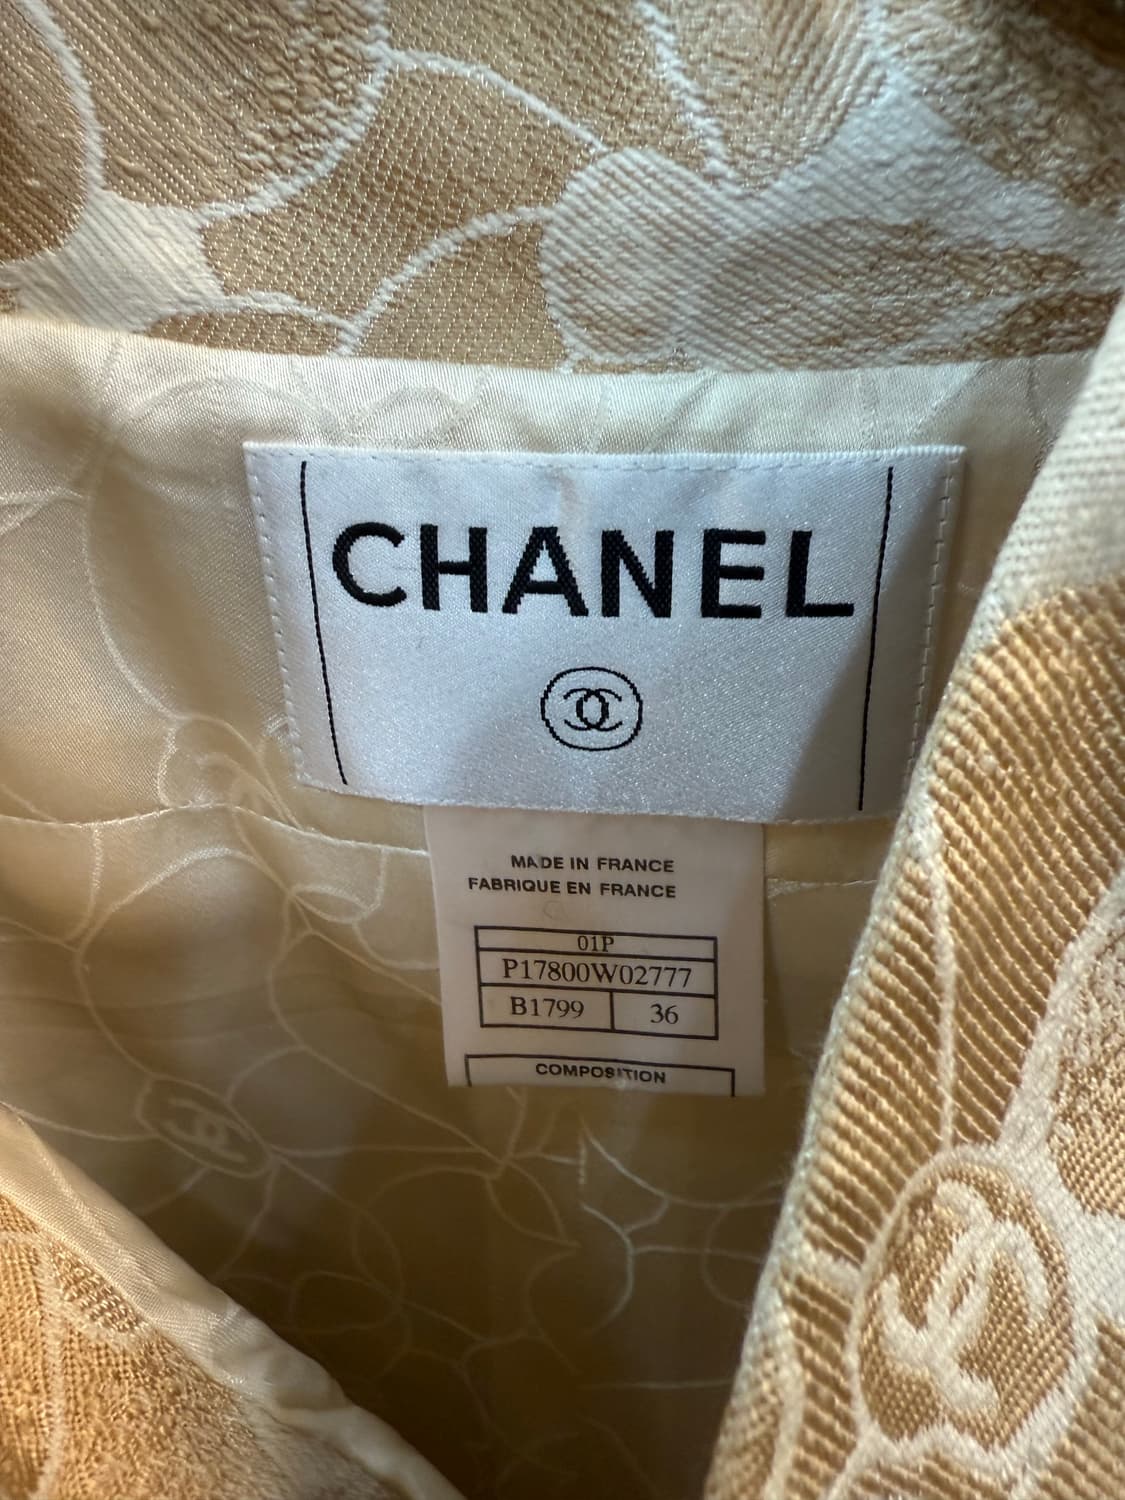 CHANEL
MADE IN FRANCE
FABRIQUE EN FRANCE
01P
P17800W02777
B1799 36
COMPOSITION